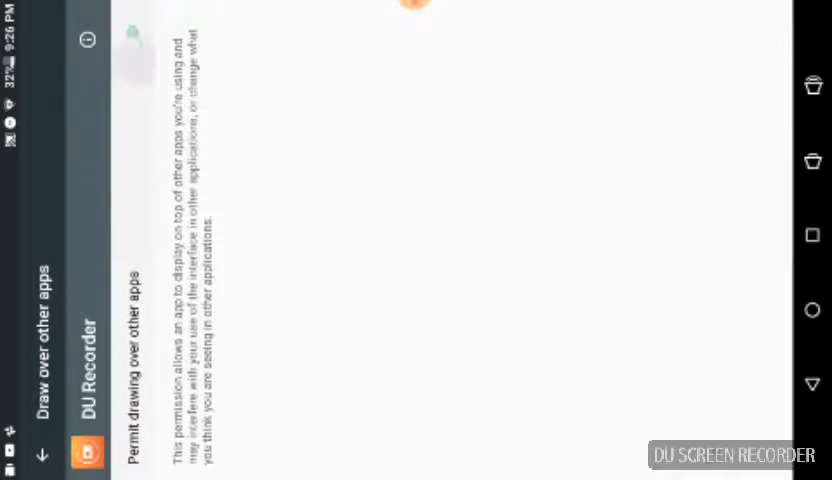 32% 9:26 PM
Draw over other apps
DU Recorder
Permit drawing over other apps
This permission allows an app to display on top of other apps you're using and
may interfere with your use of the interface in other applications, or change what
you think you are seeing in other applications.
DU SCREEN RECORDER